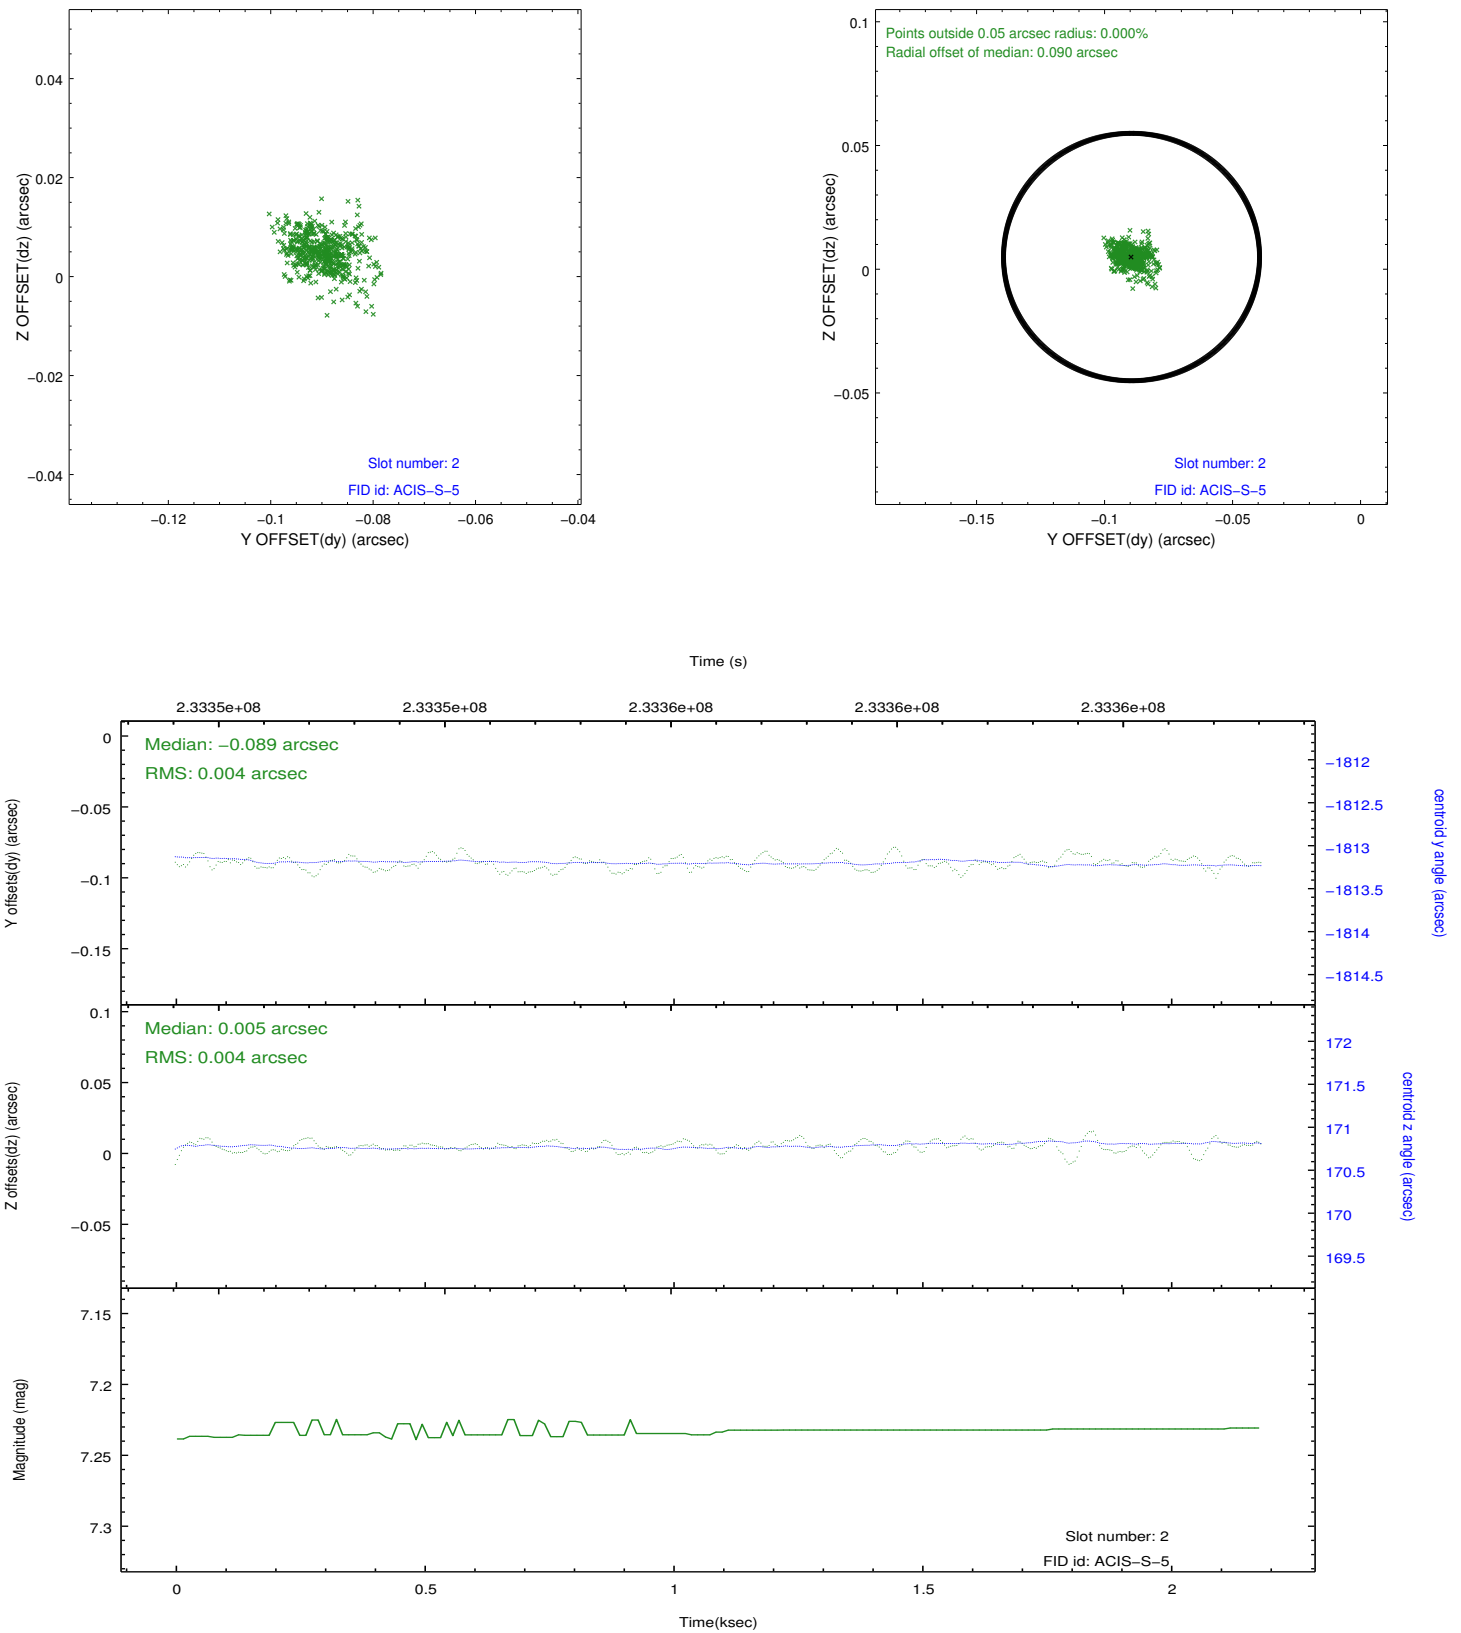 0.04
0.02
0
−0.02
−0.04
Z OFFSET(dz) (arcsec)
Slot number: 2
FID id: ACIS−S−5
−0.12
−0.1
−0.08
−0.06
−0.04
Y OFFSET(dy) (arcsec)
Points outside 0.05 arcsec radius: 0.000%
Radial offset of median: 0.090 arcsec
0.1
0.05
0
−0.05
Z OFFSET(dz) (arcsec)
Slot number: 2
FID id: ACIS−S−5
−0.15
−0.1
−0.05
0
Y OFFSET(dy) (arcsec)
Time (s)
2.3335e+08
2.3335e+08
2.3336e+08
2.3336e+08
2.3336e+08
Median: −0.089 arcsec
RMS: 0.004 arcsec
0
−0.05
−0.1
−0.15
Y offsets(dy) (arcsec)
−1812
−1812.5
−1813
−1813.5
−1814
−1814.5
centroid y angle (arcsec)
Median: 0.005 arcsec
RMS: 0.004 arcsec
0.1
0.05
0
−0.05
Z offsets(dz) (arcsec)
172
171.5
171
170.5
170
169.5
centroid z angle (arcsec)
7.15
7.2
7.25
7.3
Magnitude (mag)
Slot number: 2
FID id: ACIS−S−5
0
0.5
1
1.5
2
Time(ksec)